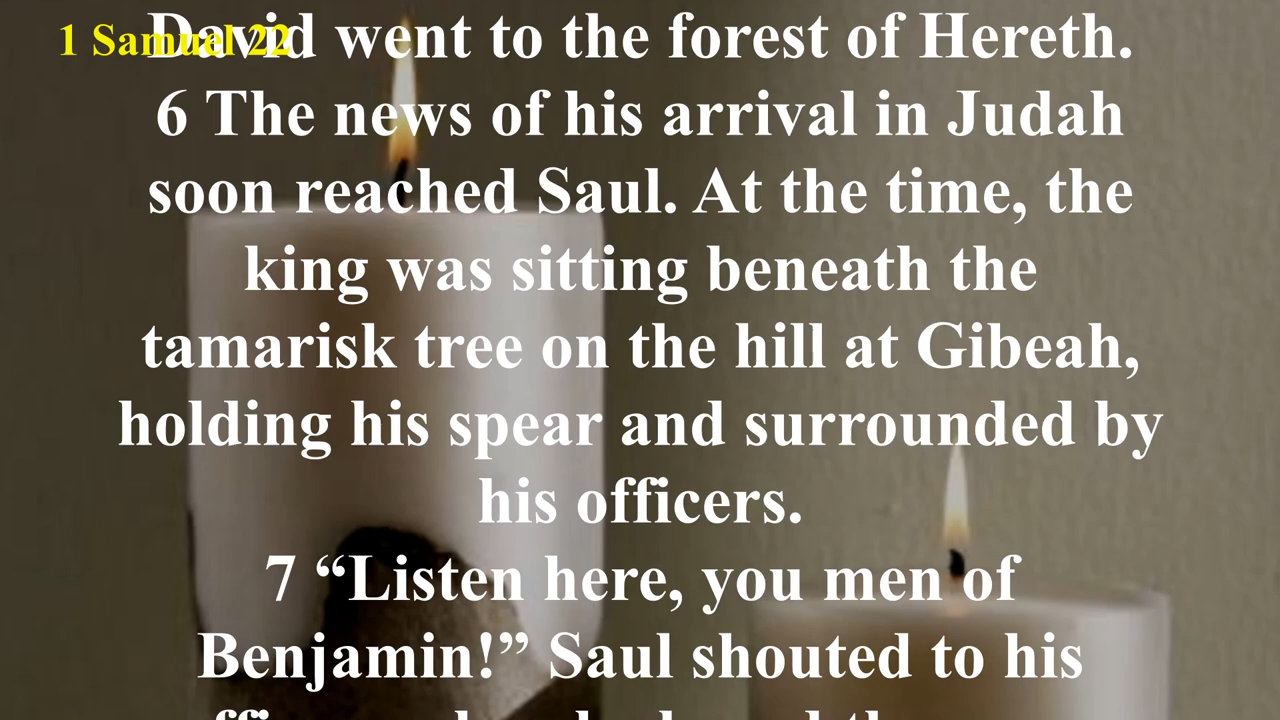 1 Samuel 22
David went to the forest of Hereth.
6 The news of his arrival in Judah
soon reached Saul. At the time, the
king was sitting beneath the
tamarisk tree on the hill at Gibeah,
holding his spear and surrounded by
his officers.
7 “Listen here, you men of
Benjamin!” Saul shouted to his